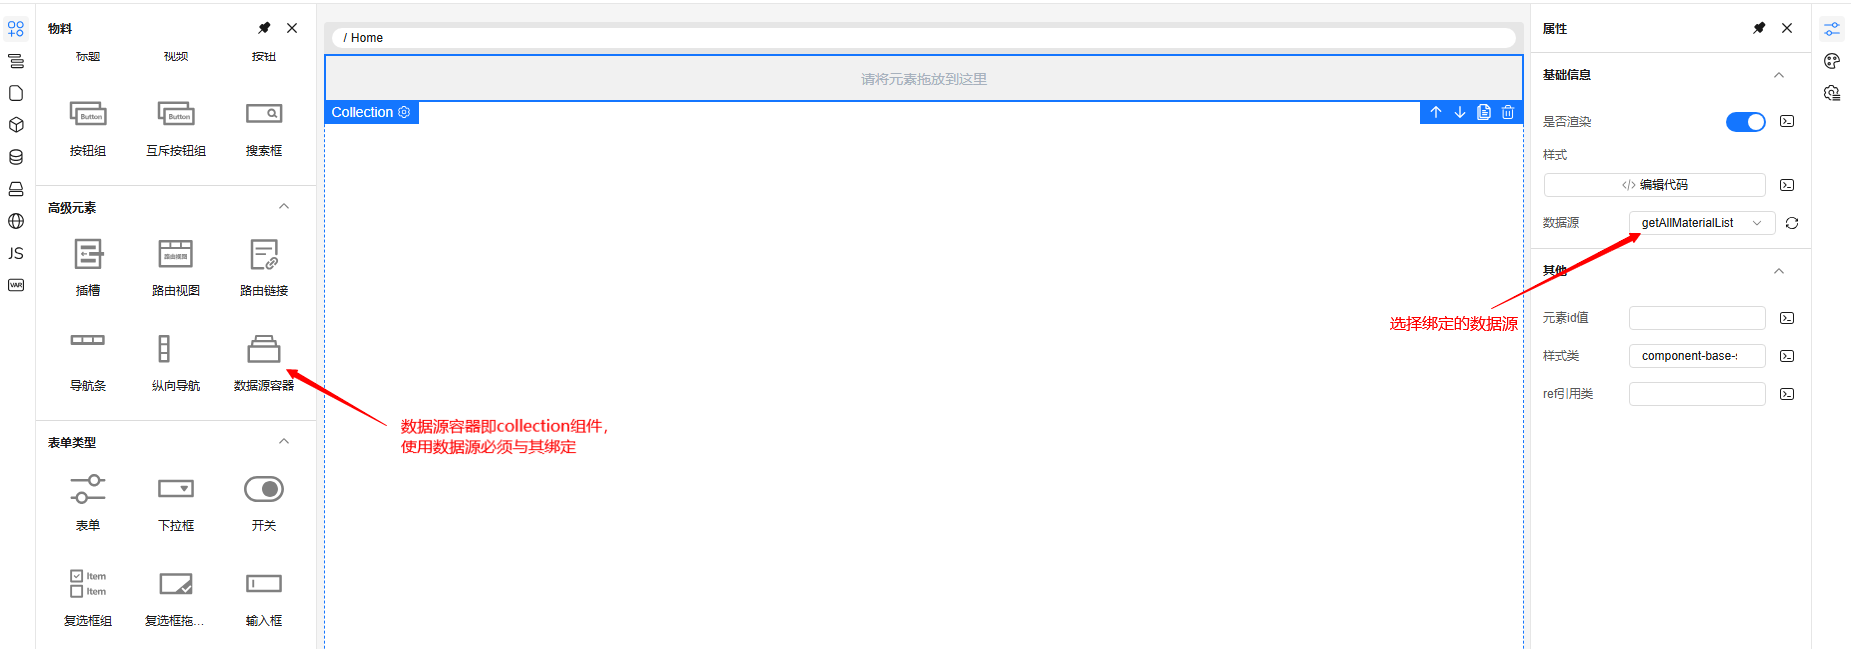 物料
标题
视频
按钮
Button
Button
按钮组
互斥按钮组
搜索框
高级元素
插槽
路由视图
路由链接
导航条
纵向导航
数据源容器
表单类型
表单
下拉框
开关
Item
Item
复选框组
复选框拖...
输入框
JS
VAR
/ Home
请将元素拖放到这里
Collection
数据源容器即collection组件，
使用数据源必须与其绑定
选择绑定的数据源
属性
基础信息
是否渲染
样式
</> 编辑代码
数据源
getAllMaterialList
其他
元素id值
样式类
component-base-
ref引用类